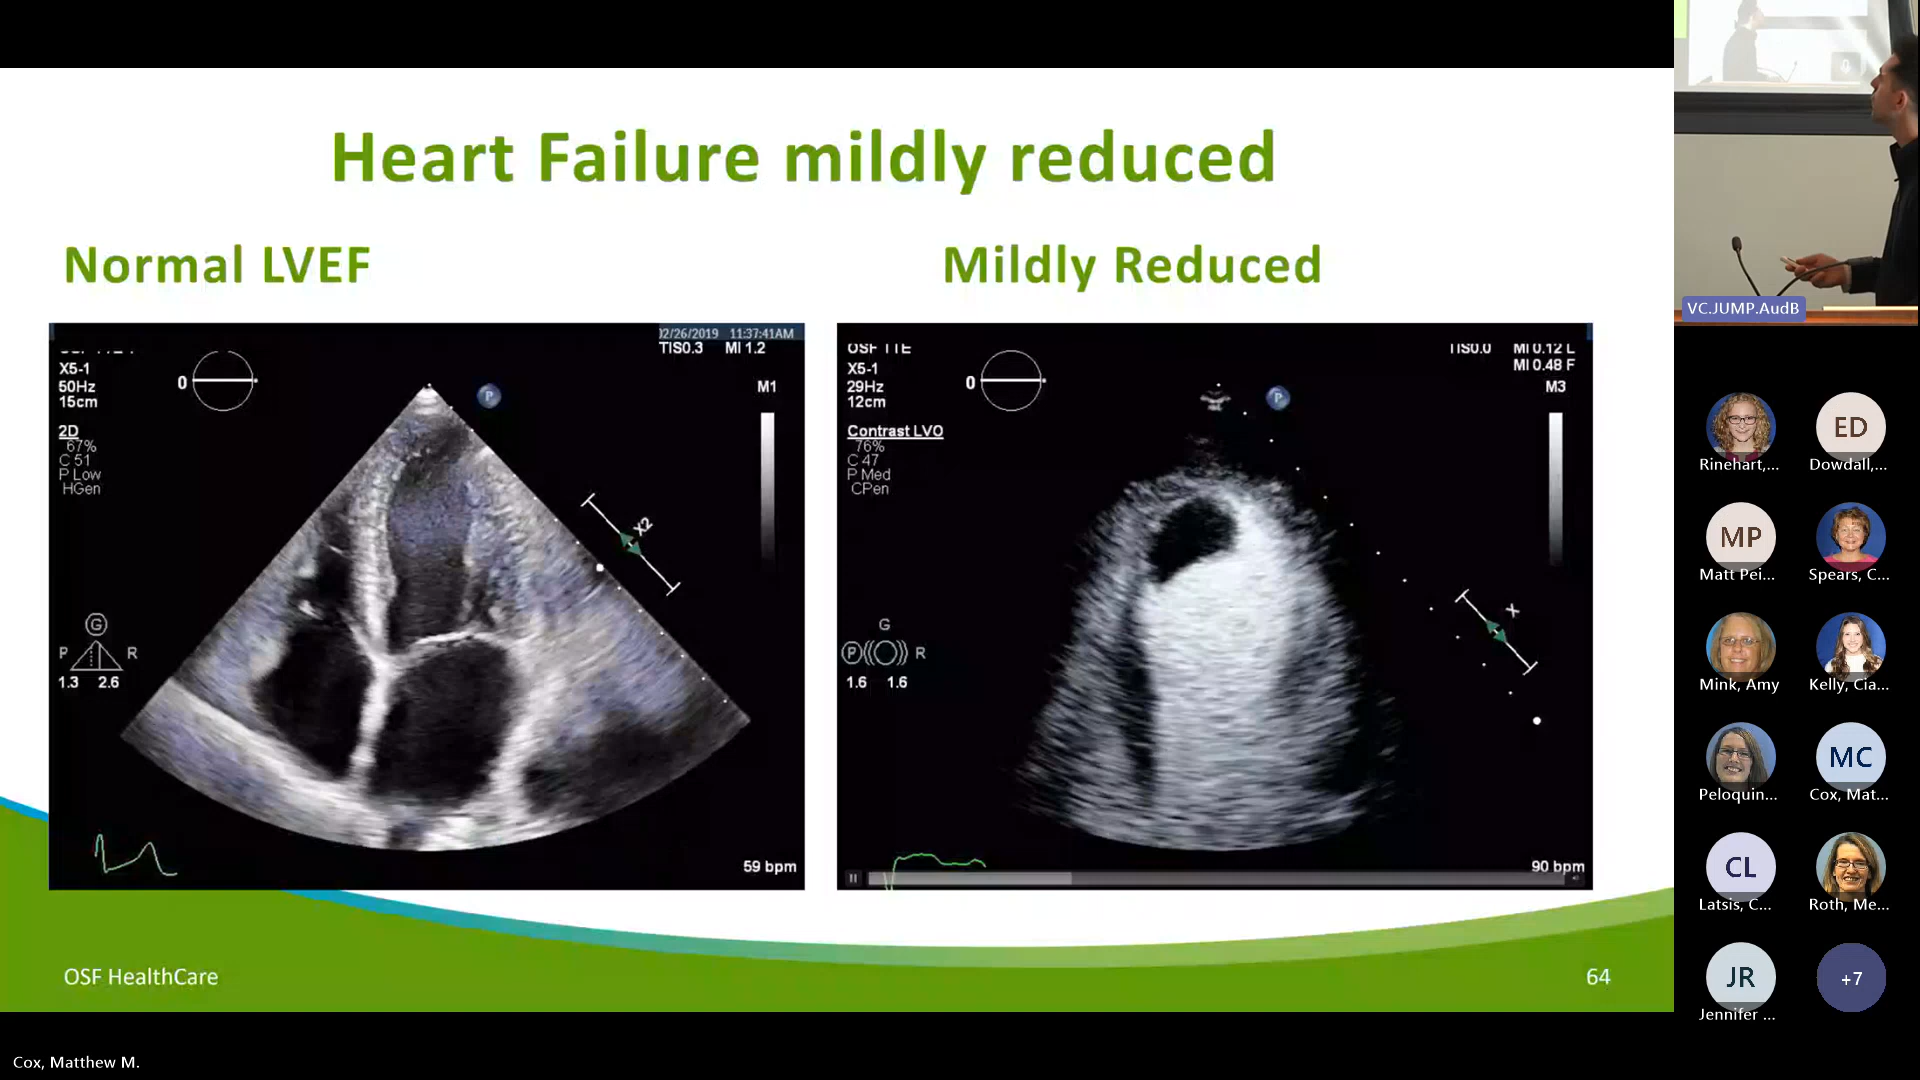 Heart Failure mildly reduced
Normal LVEF
Mildly Reduced
02/26/2019 11:37:41AM
TIS0.3 MI 1.2
X5-1
50Hz
15cm
0
P
M1
2D
67%
C 51
P Low
HGen
X2
G
P R
1.3 2.6
59 bpm
OSF TTE
TIS0.0 MI 0.12 L
MI 0.48 F
X5-1
29Hz
12cm
0
P
M3
Contrast LVO
76%
C 47
P Med
CPen
X
G
P R
1.6 1.6
90 bpm
OSF HealthCare
64
Cox, Matthew M.
VC.JUMP.AudB
Rinehart,...
ED
Dowdall,...
MP
Matt Pei...
Spears, C...
Mink, Amy
Kelly, Cia...
Peloquin...
MC
Cox, Mat...
CL
Latsis, C...
Roth, Me...
JR
Jennifer ...
+7